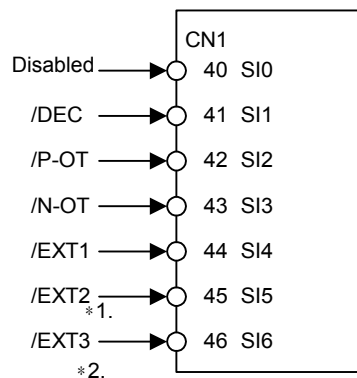 CN1
Disabled 40 SI0
/DEC 41 SI1
/P-OT 42 SI2
/N-OT 43 SI3
/EXT1 44 SI4
/EXT2 45 SI5
*1.
/EXT3 46 SI6
*2.